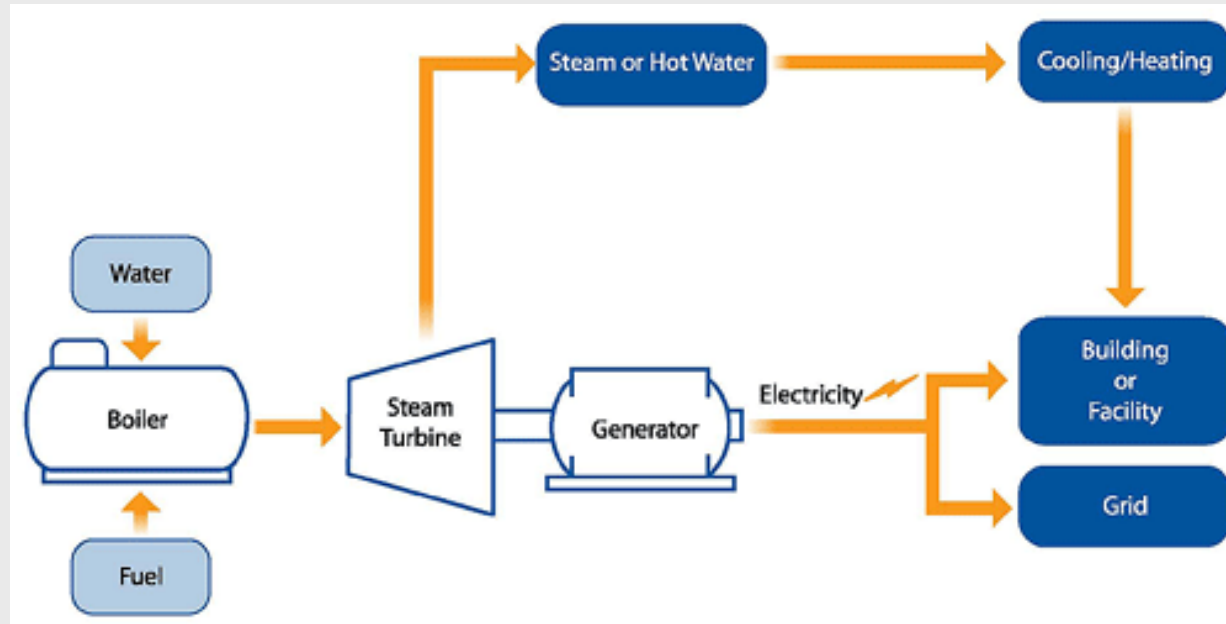 Steam or Hot Water
Cooling/Heating
Water
Boiler
Fuel
Steam
Turbine
Generator
Electricity
Building
or
Facility
Grid